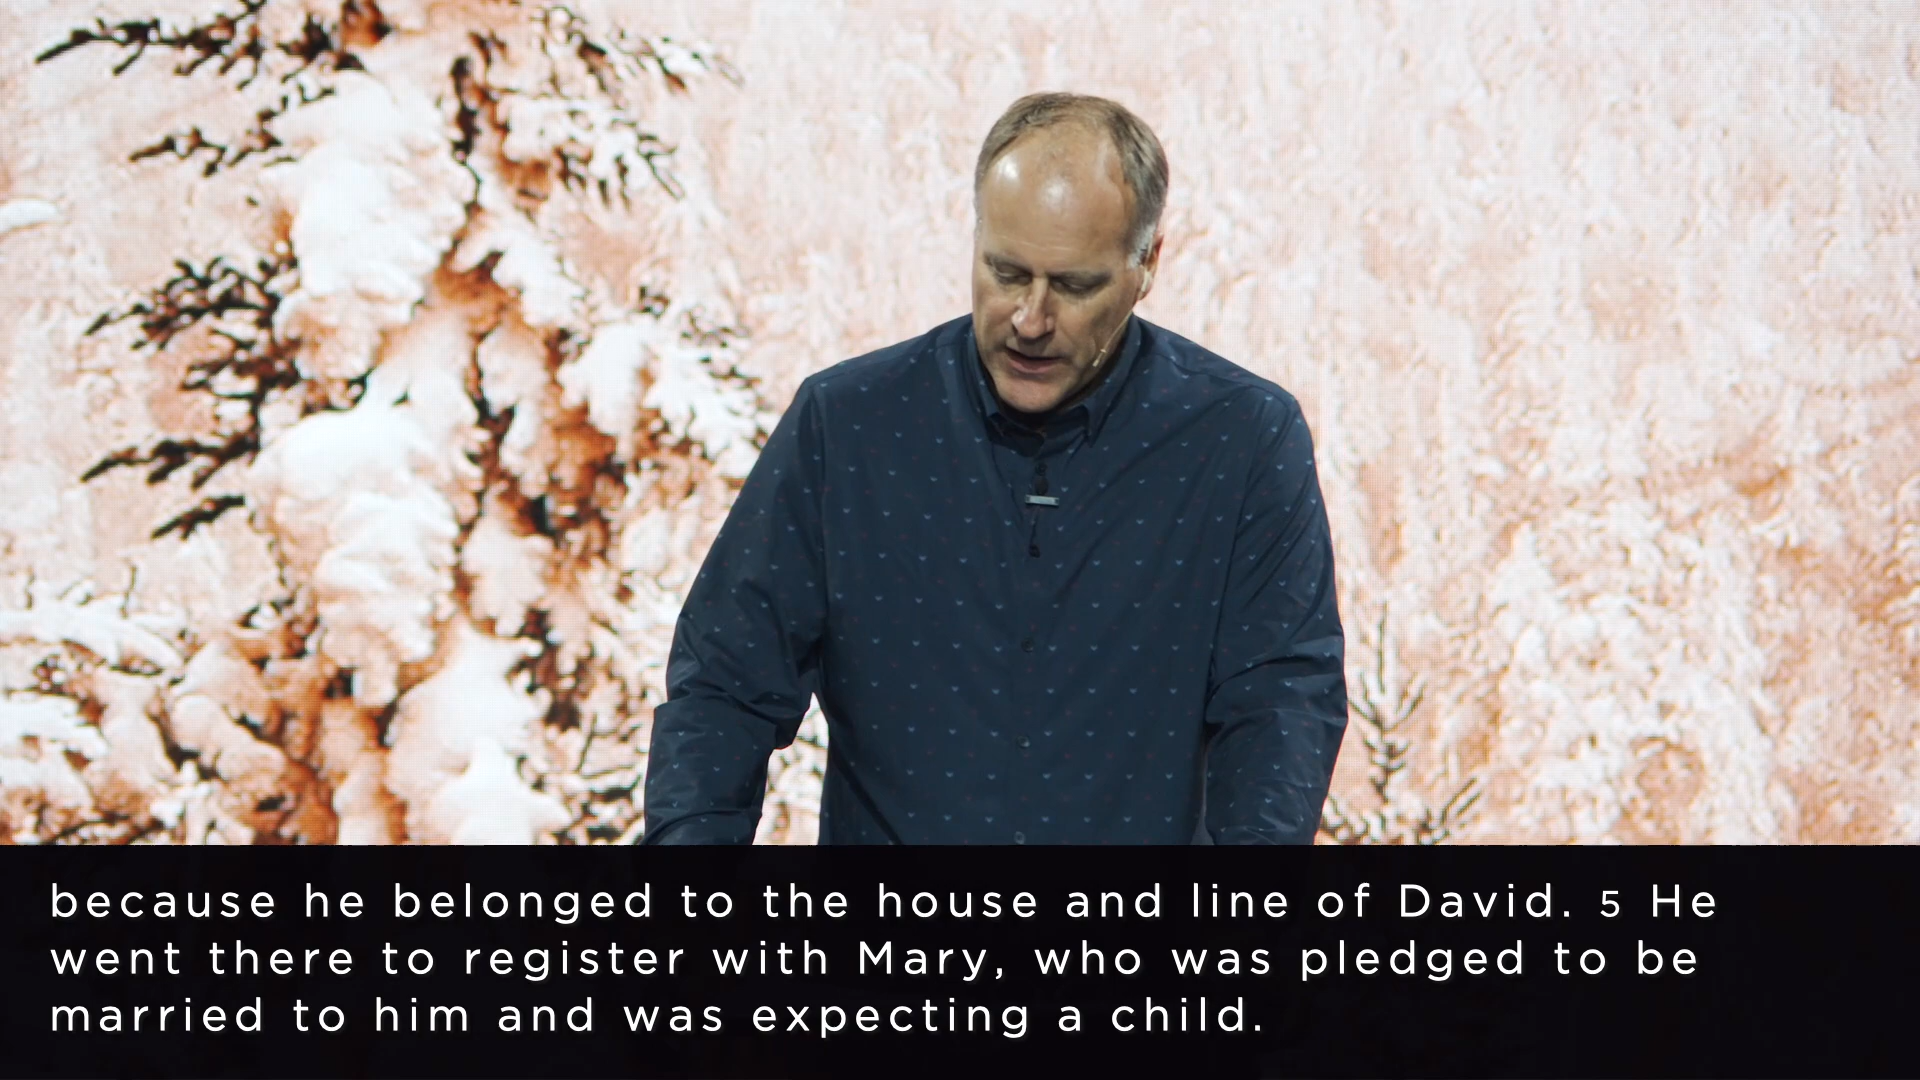 because he belonged to the house and line of David. 5 He
went there to register with Mary, who was pledged to be
married to him and was expecting a child.